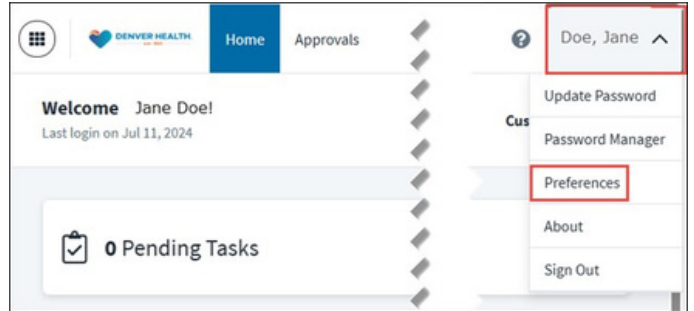 DENVER HEALTH
Home
Approvals
Doe, Jane
Welcome Jane Doe!
Last login on Jul 11, 2024
Cus
Update Password
Password Manager
Preferences
About
Sign Out
0 Pending Tasks